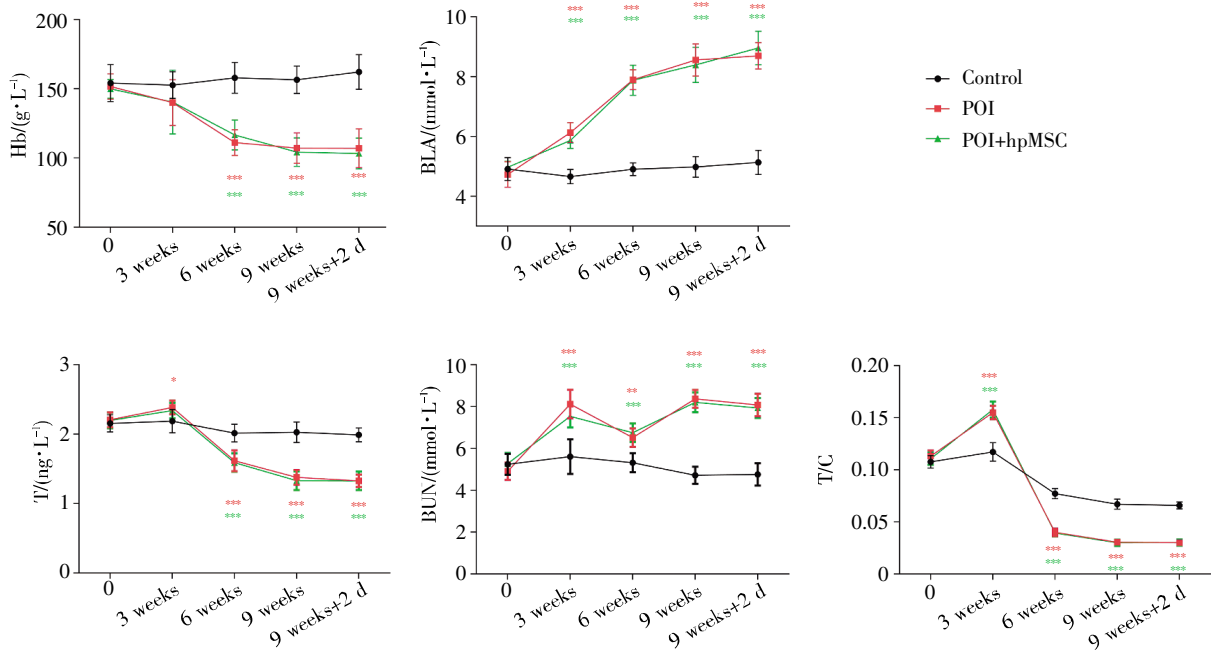 200
150
100
50
Hb/(g·L⁻¹)
***
***
***
***
***
***
0
3 weeks
6 weeks
9 weeks
9 weeks+2 d
10
8
6
4
BLA/(mmol·L⁻¹)
***
***
***
***
***
***
***
***
0
3 weeks
6 weeks
9 weeks
9 weeks+2 d
Control
POI
POI+hpMSC
3
2
1
0
T/(ng·L⁻¹)
*
***
***
***
***
***
***
0
3 weeks
6 weeks
9 weeks
9 weeks+2 d
10
8
6
4
2
0
BUN/(mmol·L⁻¹)
***
***
**
***
***
***
***
***
0
3 weeks
6 weeks
9 weeks
9 weeks+2 d
0.20
0.15
0.10
0.05
0
T/C
***
***
***
***
***
***
***
***
0
3 weeks
6 weeks
9 weeks
9 weeks+2 d